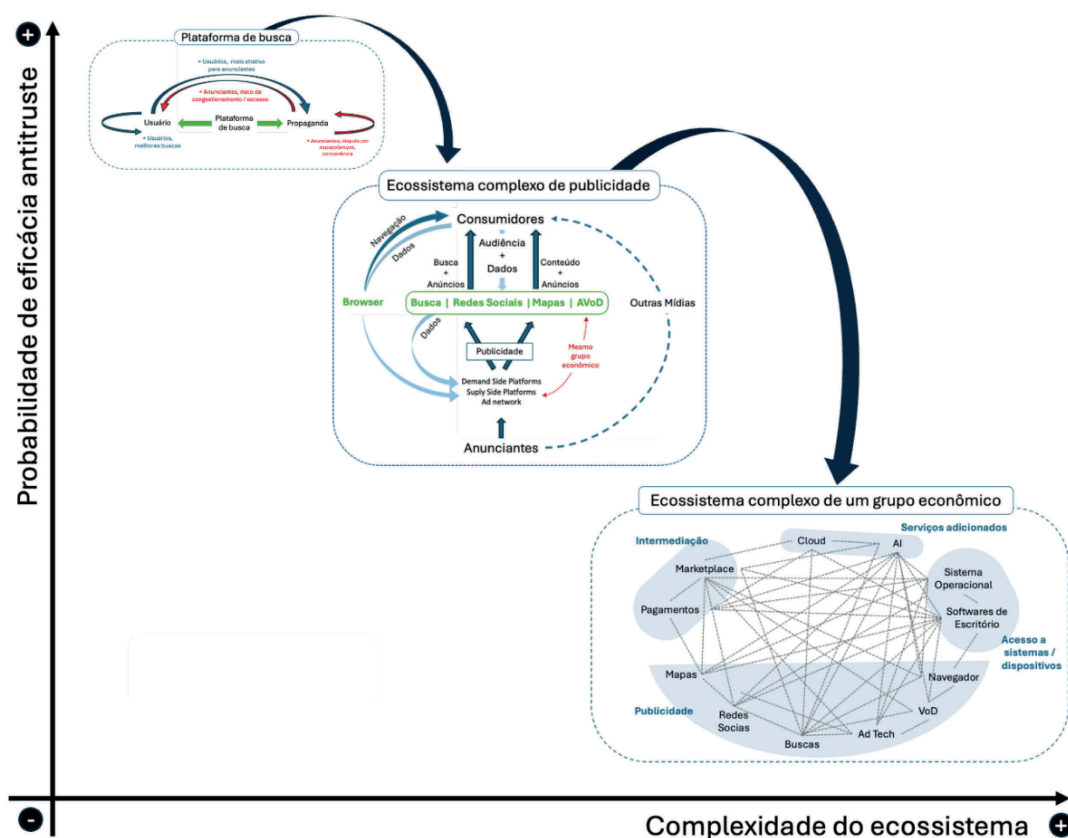 +
Probabilidade de eficácia antitruste
-
Complexidade do ecossistema
+
Plataforma de busca
+ Usuários, mais atrativo
para anunciantes
+ Anunciantes, risco de
congestionamento / excesso
Usuário
Plataforma
de busca
Propaganda
+ Usuários,
melhores buscas
+ Anunciantes, disputa por
espaço/preços,
concorrência
Ecossistema complexo de publicidade
Consumidores
Navegação
Dados
Audiência
+
Dados
Busca
+
Anúncios
Conteúdo +
Anúncios
Browser
Busca | Redes Sociais | Mapas | AVoD
Outras Mídias
Dados
Publicidade
Mesmo
grupo
econômico
Demand Side Platforms
Suply Side Platforms
Ad network
Anunciantes
Ecossistema complexo de um grupo econômico
Serviços adicionados
Intermediação
Cloud
AI
Marketplace
Sistema
Operacional
Pagamentos
Softwares de
Escritório
Acesso a
sistemas /
dispositivos
Mapas
Navegador
Publicidade
Redes
Socias
VoD
Ad Tech
Buscas